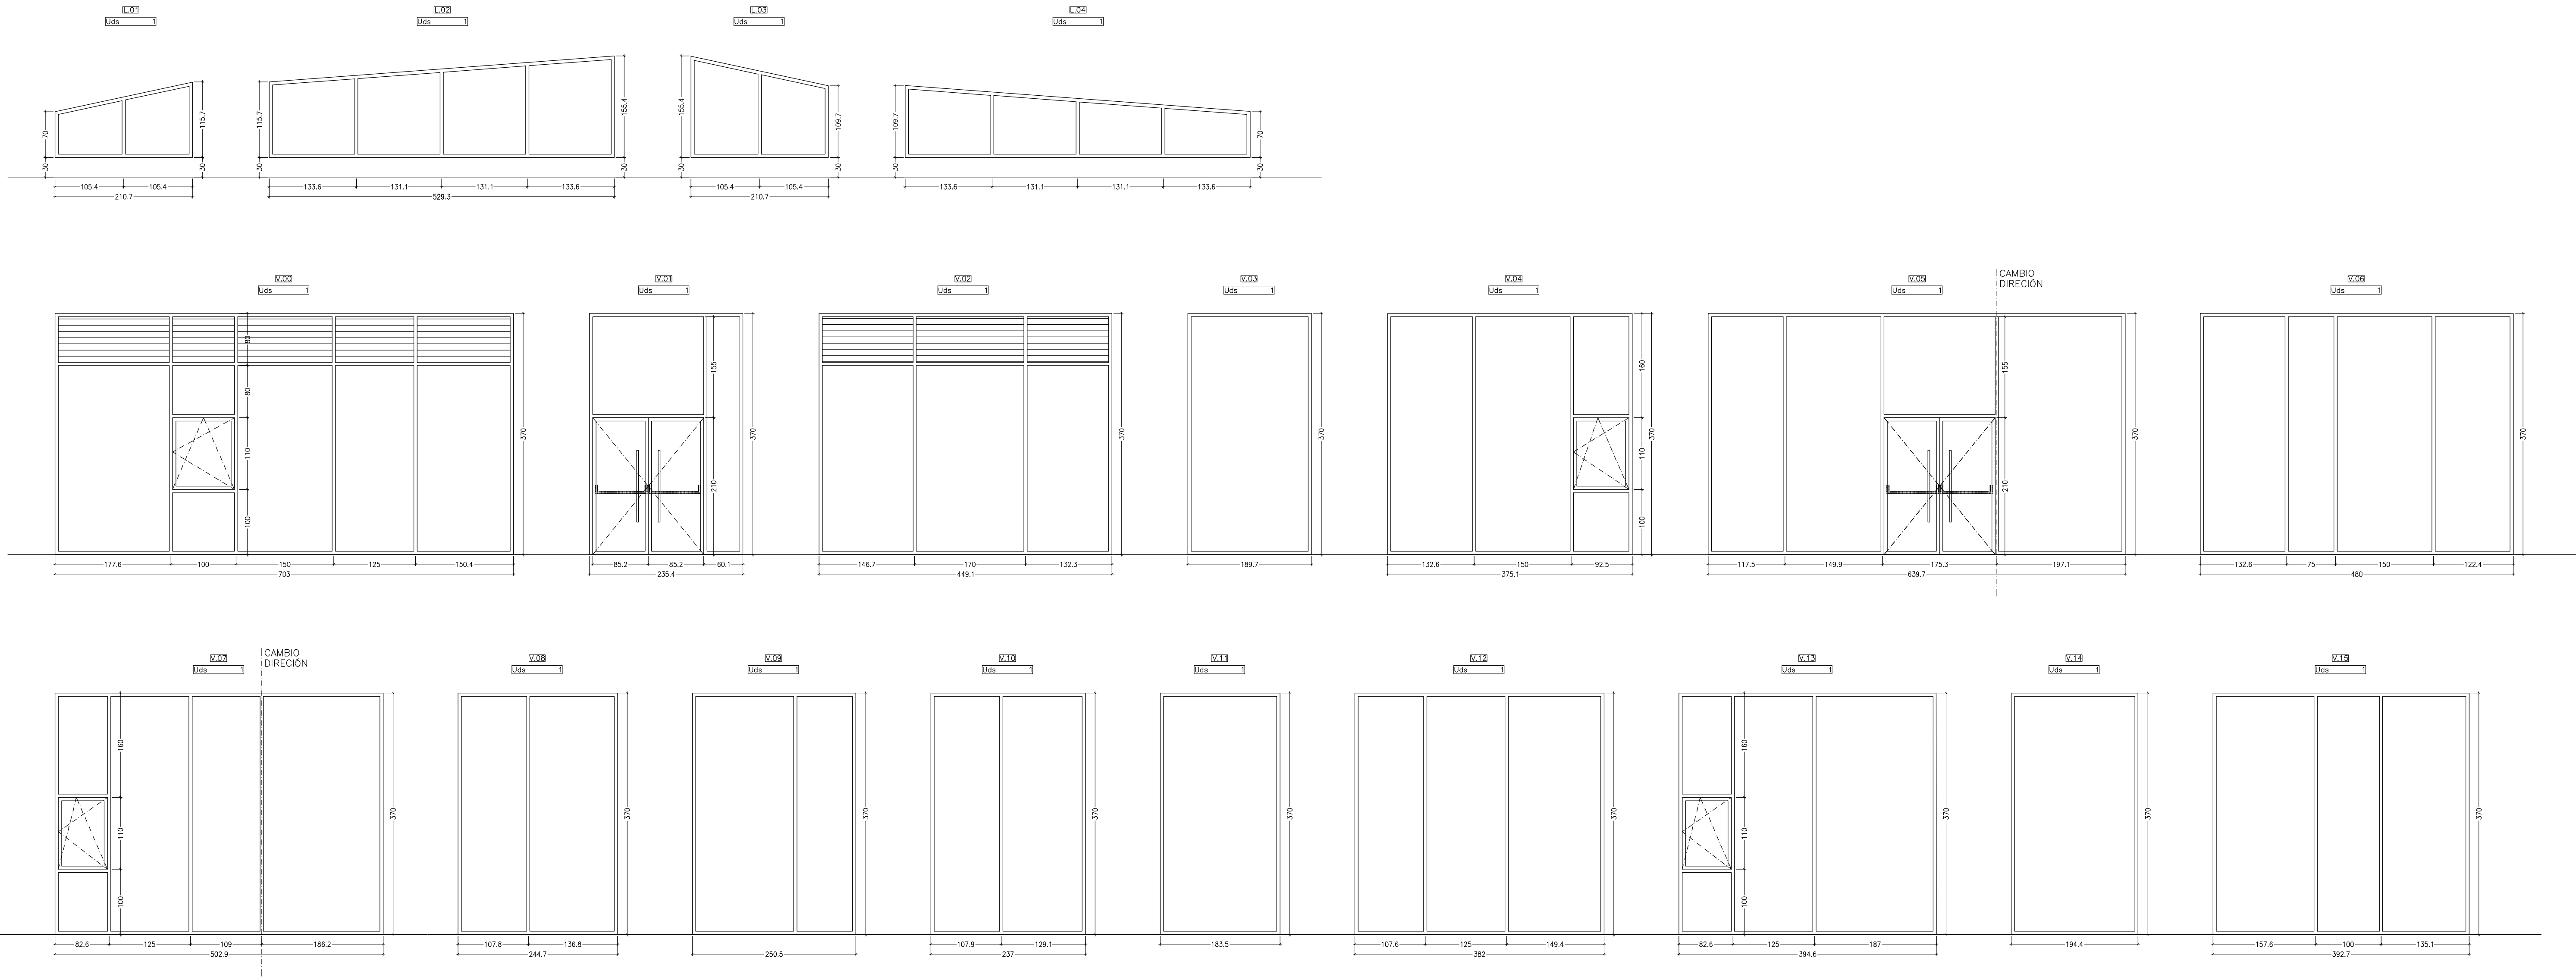 L.01
Uds 1
L.02
Uds 1
L.03
Uds 1
L.04
Uds 1
70
30
115.7
30
105.4 105.4
210.7
115.7
30
155.4
30
133.6 131.1 131.1 133.6
529.3
155.4
30
109.7
30
105.4 105.4
210.7
109.7
30
70
30
133.6 131.1 131.1 133.6
V.00
Uds 1
80
80
110
100
370
177.6 100 150 125 150.4
703
V.01
Uds 1
155
210
370
85.2 85.2 60.1
235.4
V.02
Uds 1
370
146.7 170 132.3
449.1
V.03
Uds 1
370
189.7
V.04
Uds 1
160
110
100
370
132.6 150 92.5
375.1
V.05
Uds 1
CAMBIO
DIRECIÓN
155
210
370
117.5 149.9 175.3 197.1
639.7
V.06
Uds 1
370
132.6 75 150 122.4
480
V.07
Uds 1
CAMBIO
DIRECIÓN
160
110
100
370
82.6 125 109 186.2
502.9
V.08
Uds 1
370
107.8 136.8
244.7
V.09
Uds 1
370
250.5
V.10
Uds 1
370
107.9 129.1
237
V.11
Uds 1
370
183.5
V.12
Uds 1
370
107.6 125 149.4
382
V.13
Uds 1
160
110
100
370
82.6 125 187
394.6
V.14
Uds 1
370
194.4
V.15
Uds 1
370
157.6 100 135.1
392.7